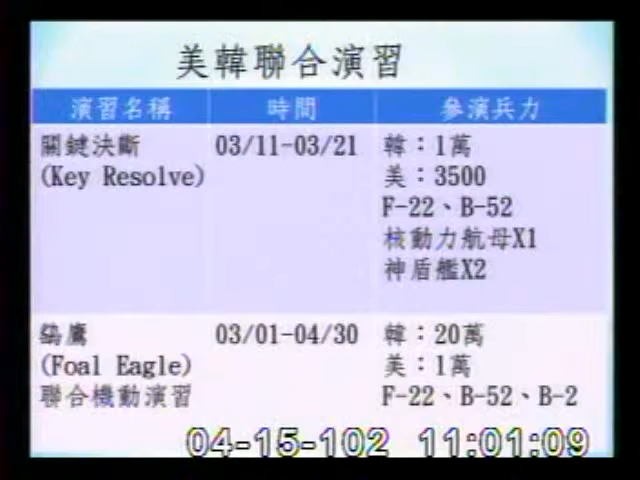 美韓聯合演習
演習名稱 時間 參演兵力
關鍵決斷 03/11-03/21 韓：1萬
(Key Resolve) 美：3500
F-22、B-52
核動力航母X1
神盾艦X2
鷂鷹 03/01-04/30 韓：20萬
(Foal Eagle) 美：1萬
聯合機動演習 F-22、B-52、B-2
04-15-102 11:01:09